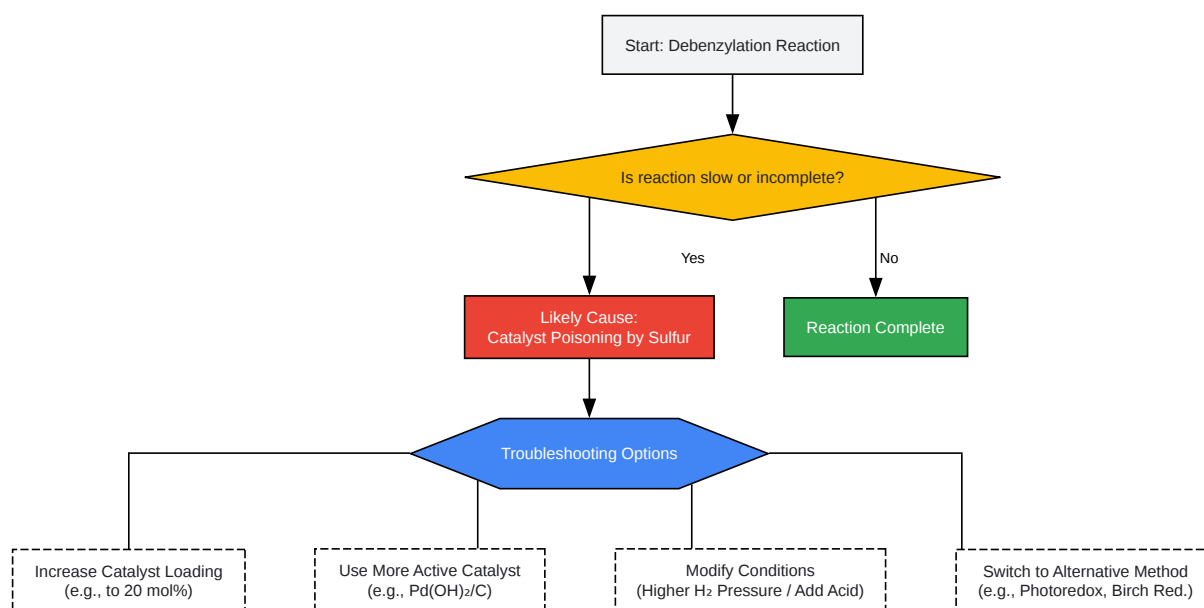 Start: Debenzylation Reaction
Is reaction slow or incomplete?
Yes
No
Likely Cause:
Catalyst Poisoning by Sulfur
Reaction Complete
Troubleshooting Options
Increase Catalyst Loading
(e.g., to 20 mol%)
Use More Active Catalyst
(e.g., Pd(OH)₂/C)
Modify Conditions
(Higher H₂ Pressure / Add Acid)
Switch to Alternative Method
(e.g., Photoredox, Birch Red.)